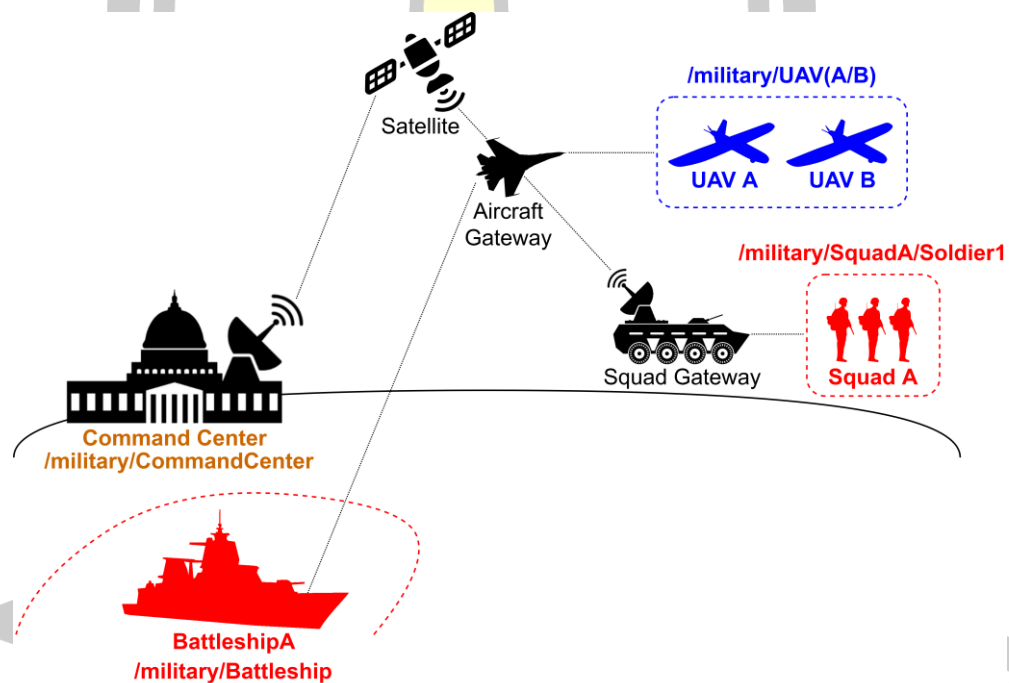 /military/UAV(A/B)
UAV A
UAV B
Satellite
Aircraft
Gateway
/military/SquadA/Soldier1
Squad A
Squad Gateway
Command Center
/military/CommandCenter
BattleshipA
/military/Battleship